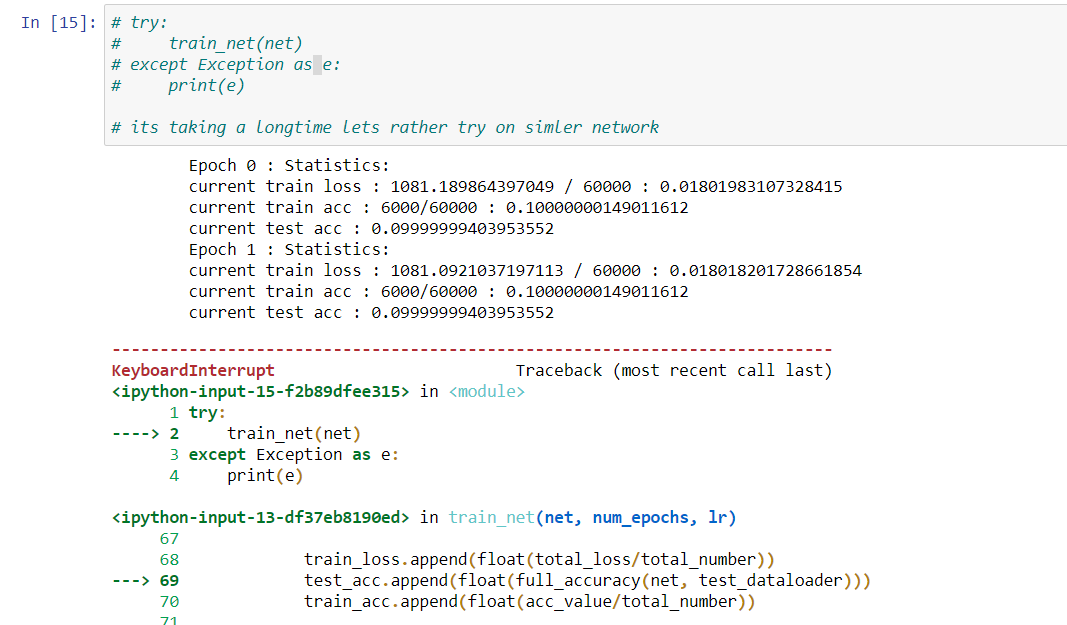 In [15]: # try:
#     train_net(net)
# except Exception as e:
#     print(e)
# its taking a longtime lets rather try on simler network
Epoch 0 : Statistics:
current train loss : 1081.189864397049 / 60000 : 0.01801983107328415
current train acc : 6000/60000 : 0.10000000149011612
current test acc : 0.09999999403953552
Epoch 1 : Statistics:
current train loss : 1081.0921037197113 / 60000 : 0.018018201728661854
current train acc : 6000/60000 : 0.10000000149011612
current test acc : 0.09999999403953552
---------------------------------------------------------------------------
KeyboardInterrupt                         Traceback (most recent call last)
<ipython-input-15-f2b89dfee315> in <module>
      1 try:
----> 2     train_net(net)
      3 except Exception as e:
      4     print(e)
<ipython-input-13-df37eb8190ed> in train_net(net, num_epochs, lr)
     67
     68             train_loss.append(float(total_loss/total_number))
---> 69             test_acc.append(float(full_accuracy(net, test_dataloader)))
     70             train_acc.append(float(acc_value/total_number))
     71